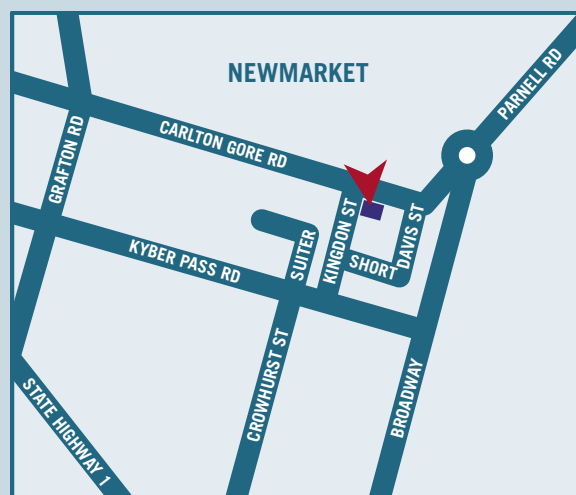 NEWMARKET
PARNELL RD
CARLTON GORE RD
GRAFTON RD
KYBER PASS RD
SUITER
KINGDON ST
SHORT
DAVIS ST
CROWHURST ST
BROADWAY
STATE HIGHWAY 1